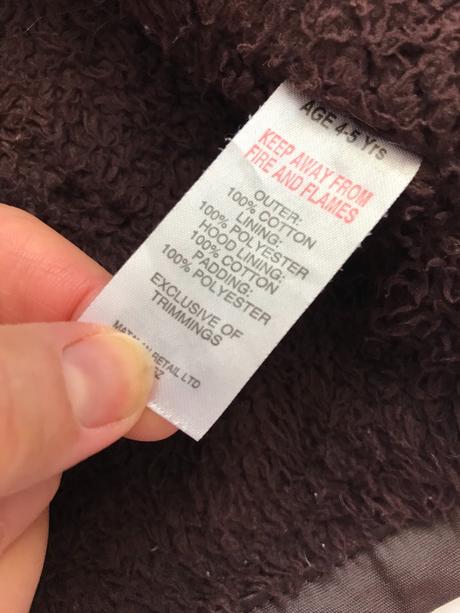 AGE 4-5 Yrs
KEEP AWAY FROM
FIRE AND FLAMES
OUTER:
100% COTTON
LINING:
100% POLYESTER
HOOD LINING:
100% COTTON
PADDING:
100% POLYESTER
EXCLUSIVE OF
TRIMMINGS
RETAIL LTD